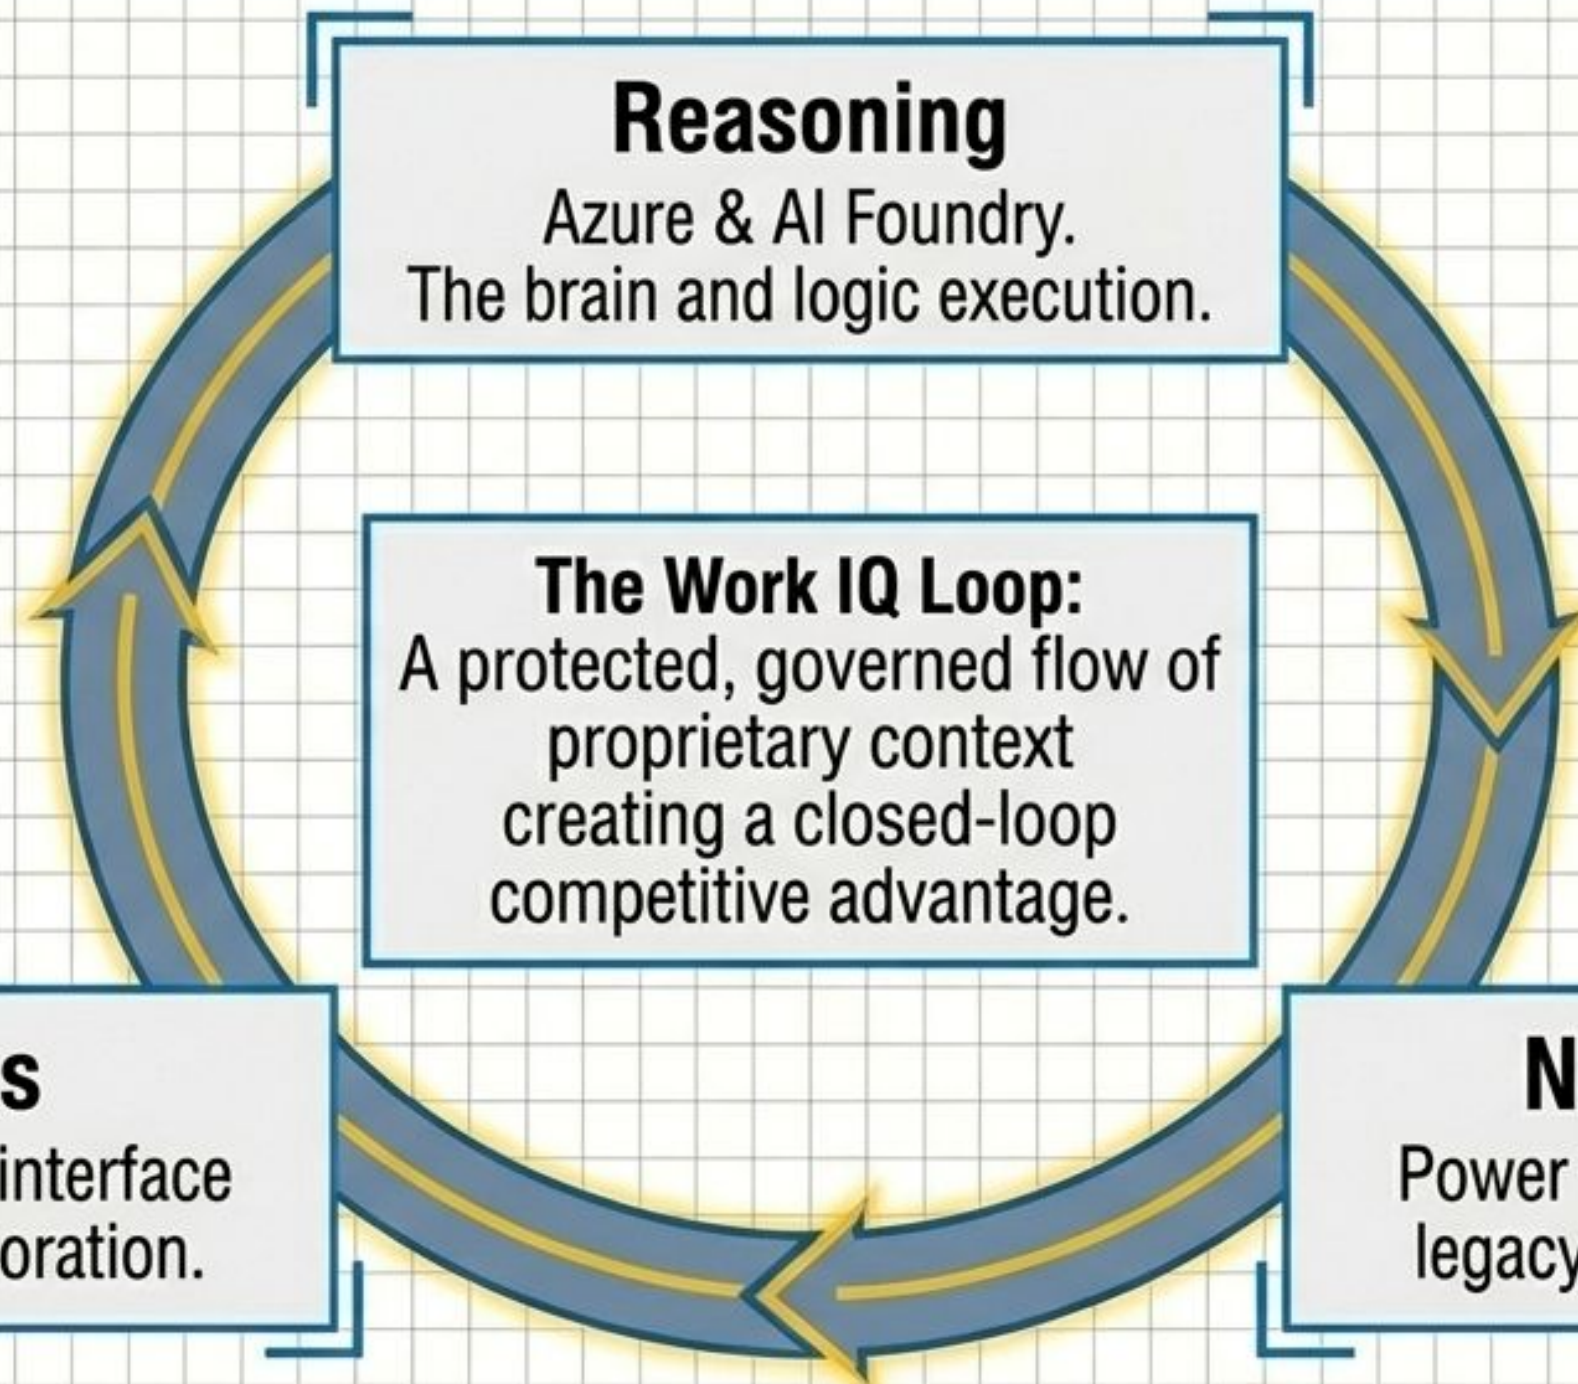 Reasoning
Azure & AI Foundry.
The brain and logic execution.
The Work IQ Loop:
A protected, governed flow of
proprietary context
creating a closed-loop
competitive advantage.
s
interface
oration.
N
Power
legacy